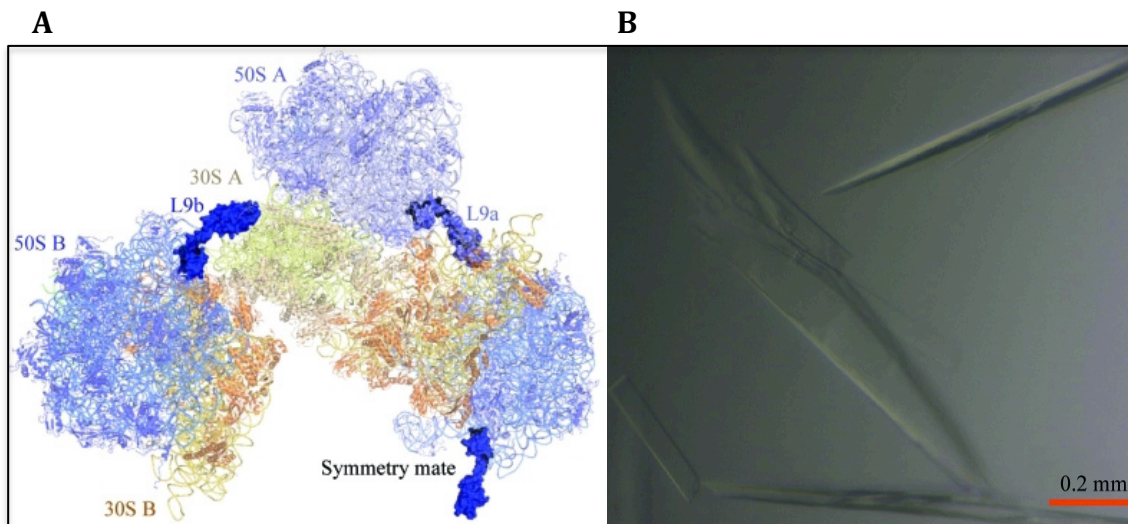 A
B
50S A
30S A
L9b
L9a
50S B
Symmetry mate
30S B
0.2 mm